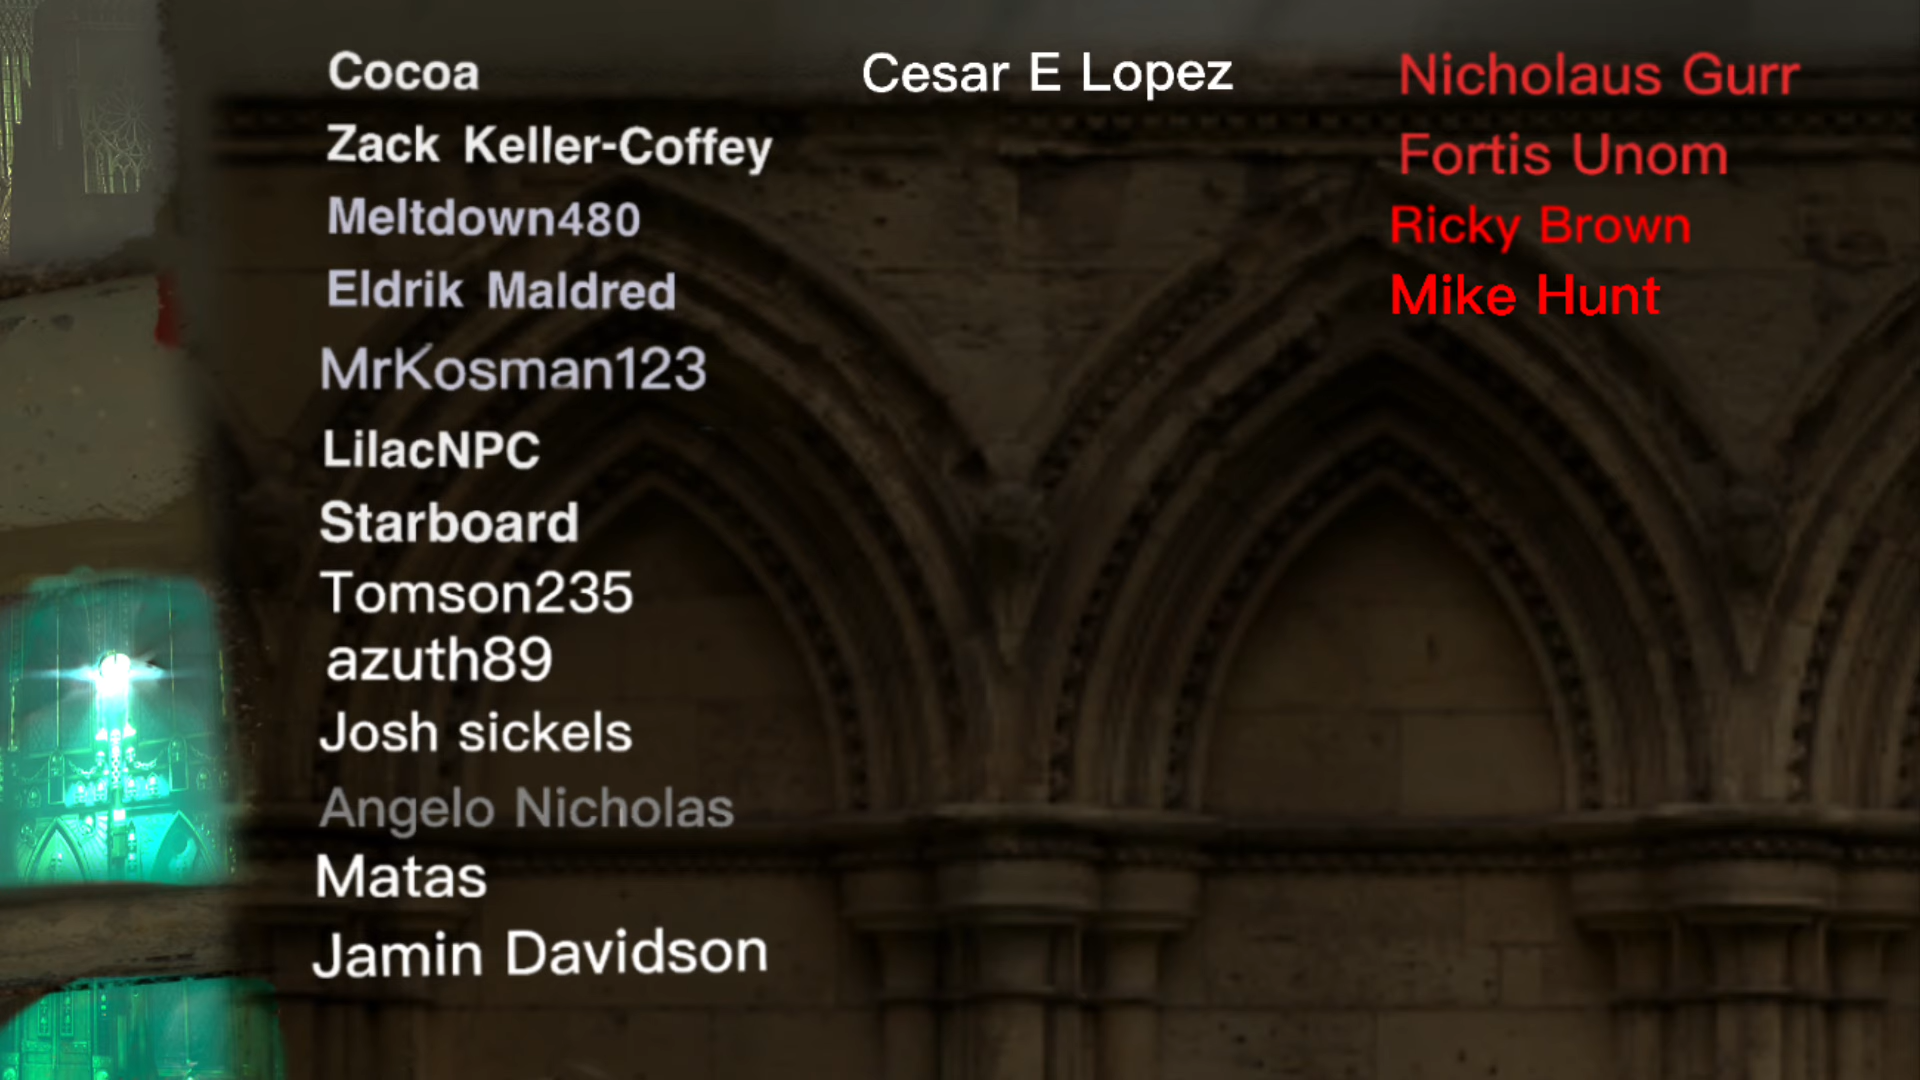 Cocoa
Zack Keller-Coffey
Meltdown480
Eldrik Maldred
MrKosman123
LilacNPC
Starboard
Tomson235
azuth89
Josh sickels
Angelo Nicholas
Matas
Jamin Davidson
Cesar E Lopez
Nicholaus Gurr
Fortis Unom
Ricky Brown
Mike Hunt